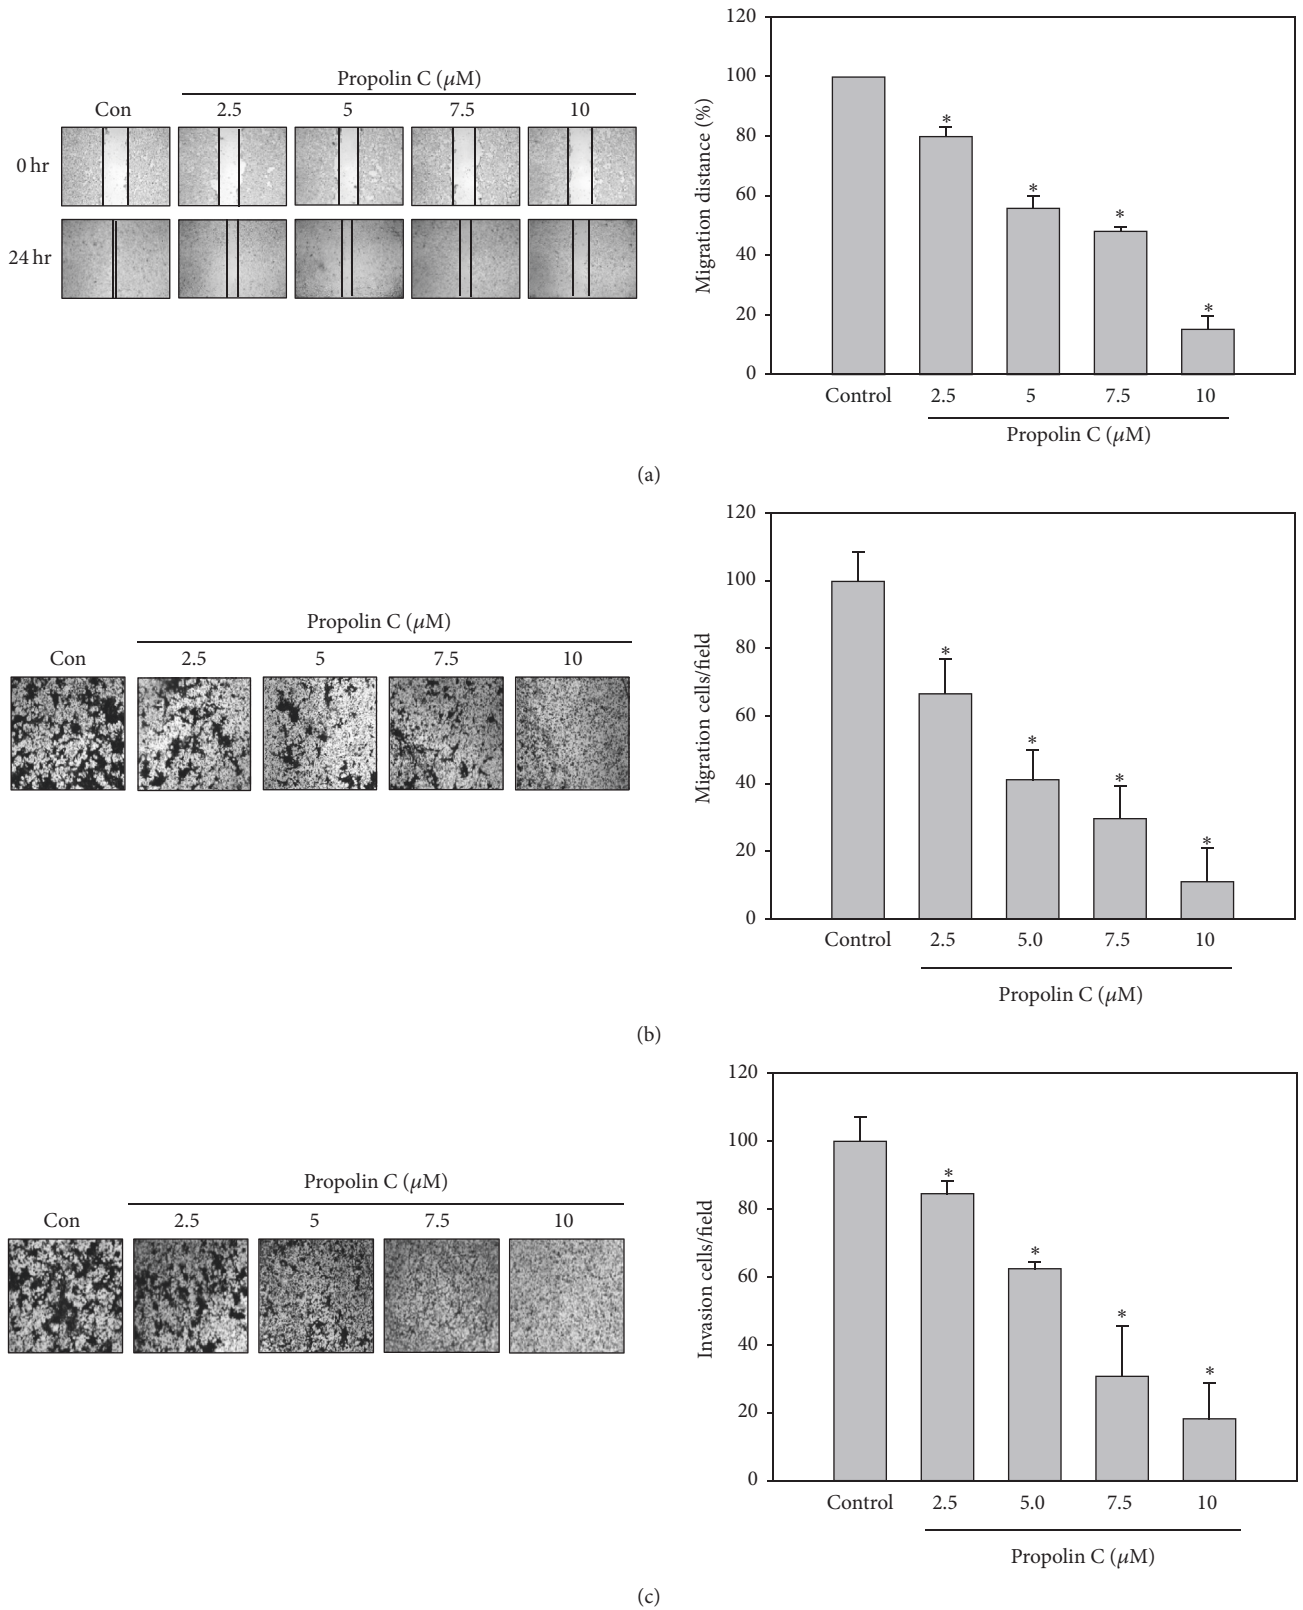 Propolin C (μM)
Con 2.5 5 7.5 10
0 hr
24 hr
120
100
80
60
40
20
0
Migration distance (%)
* * * *
Control 2.5 5 7.5 10
Propolin C (μM)
(a)
Propolin C (μM)
Con 2.5 5 7.5 10
120
100
80
60
40
20
0
Migration cells/field
* * * *
Control 2.5 5.0 7.5 10
Propolin C (μM)
(b)
Propolin C (μM)
Con 2.5 5 7.5 10
120
100
80
60
40
20
0
Invasion cells/field
* * * *
Control 2.5 5.0 7.5 10
Propolin C (μM)
(c)